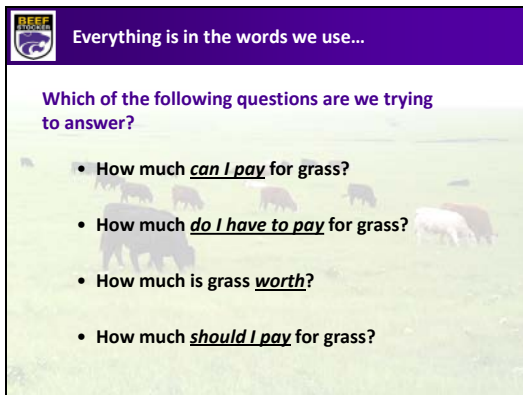 BEEF
STOCKER
Everything is in the words we use…
Which of the following questions are we trying
to answer?
• How much can I pay for grass?
• How much do I have to pay for grass?
• How much is grass worth?
• How much should I pay for grass?